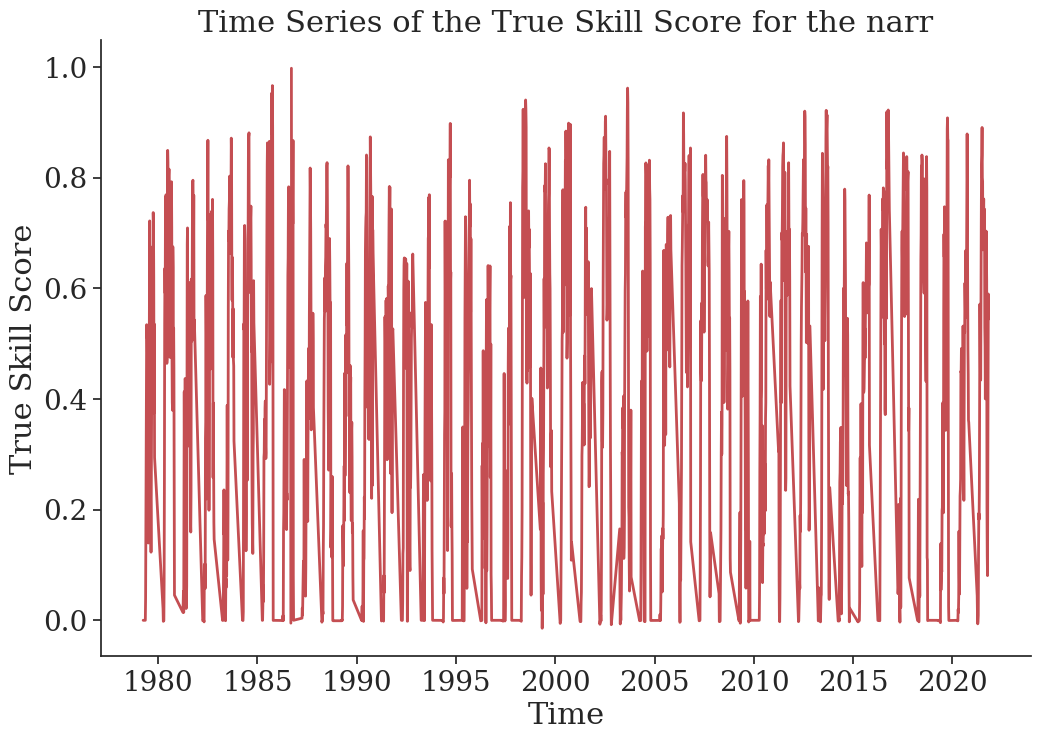 Time Series of the True Skill Score for the narr
True Skill Score
1.0
0.8
0.6
0.4
0.2
0.0
1980 1985 1990 1995 2000 2005 2010 2015 2020
Time